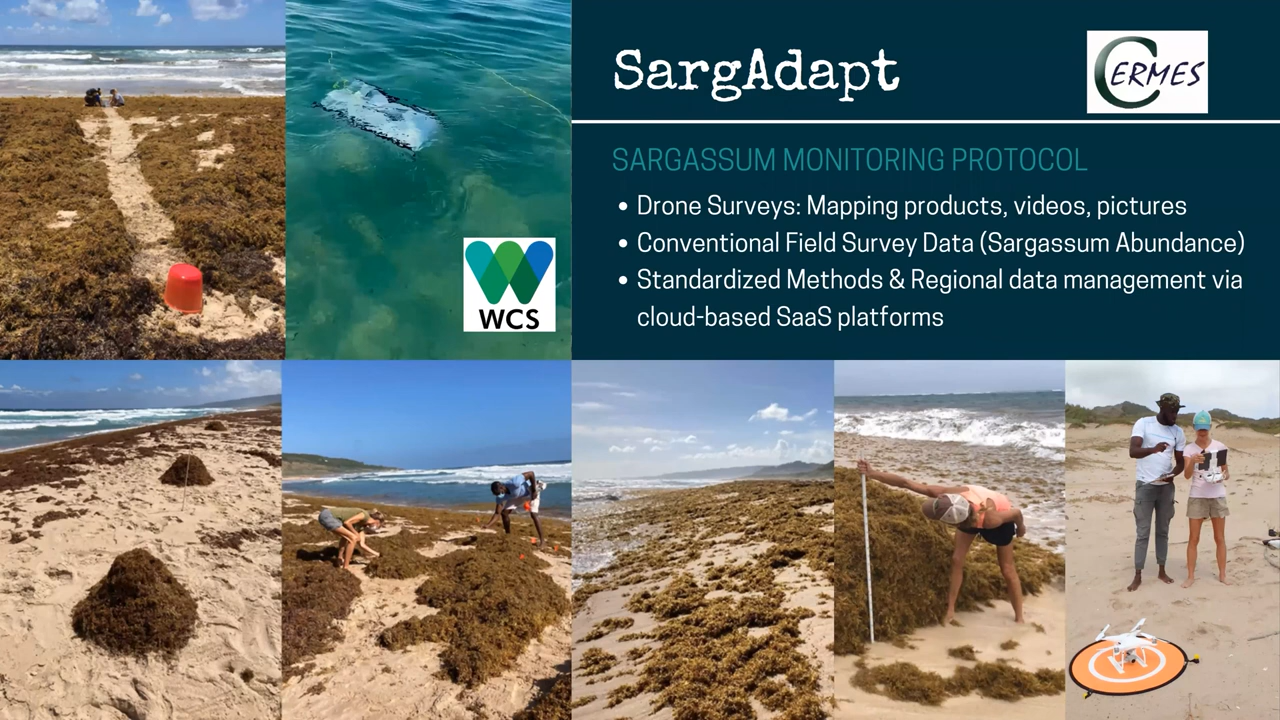 SargAdapt
CERMES
SARGASSUM MONITORING PROTOCOL
• Drone Surveys: Mapping products, videos, pictures
• Conventional Field Survey Data (Sargassum Abundance)
• Standardized Methods & Regional data management via
cloud-based SaaS platforms
WCS